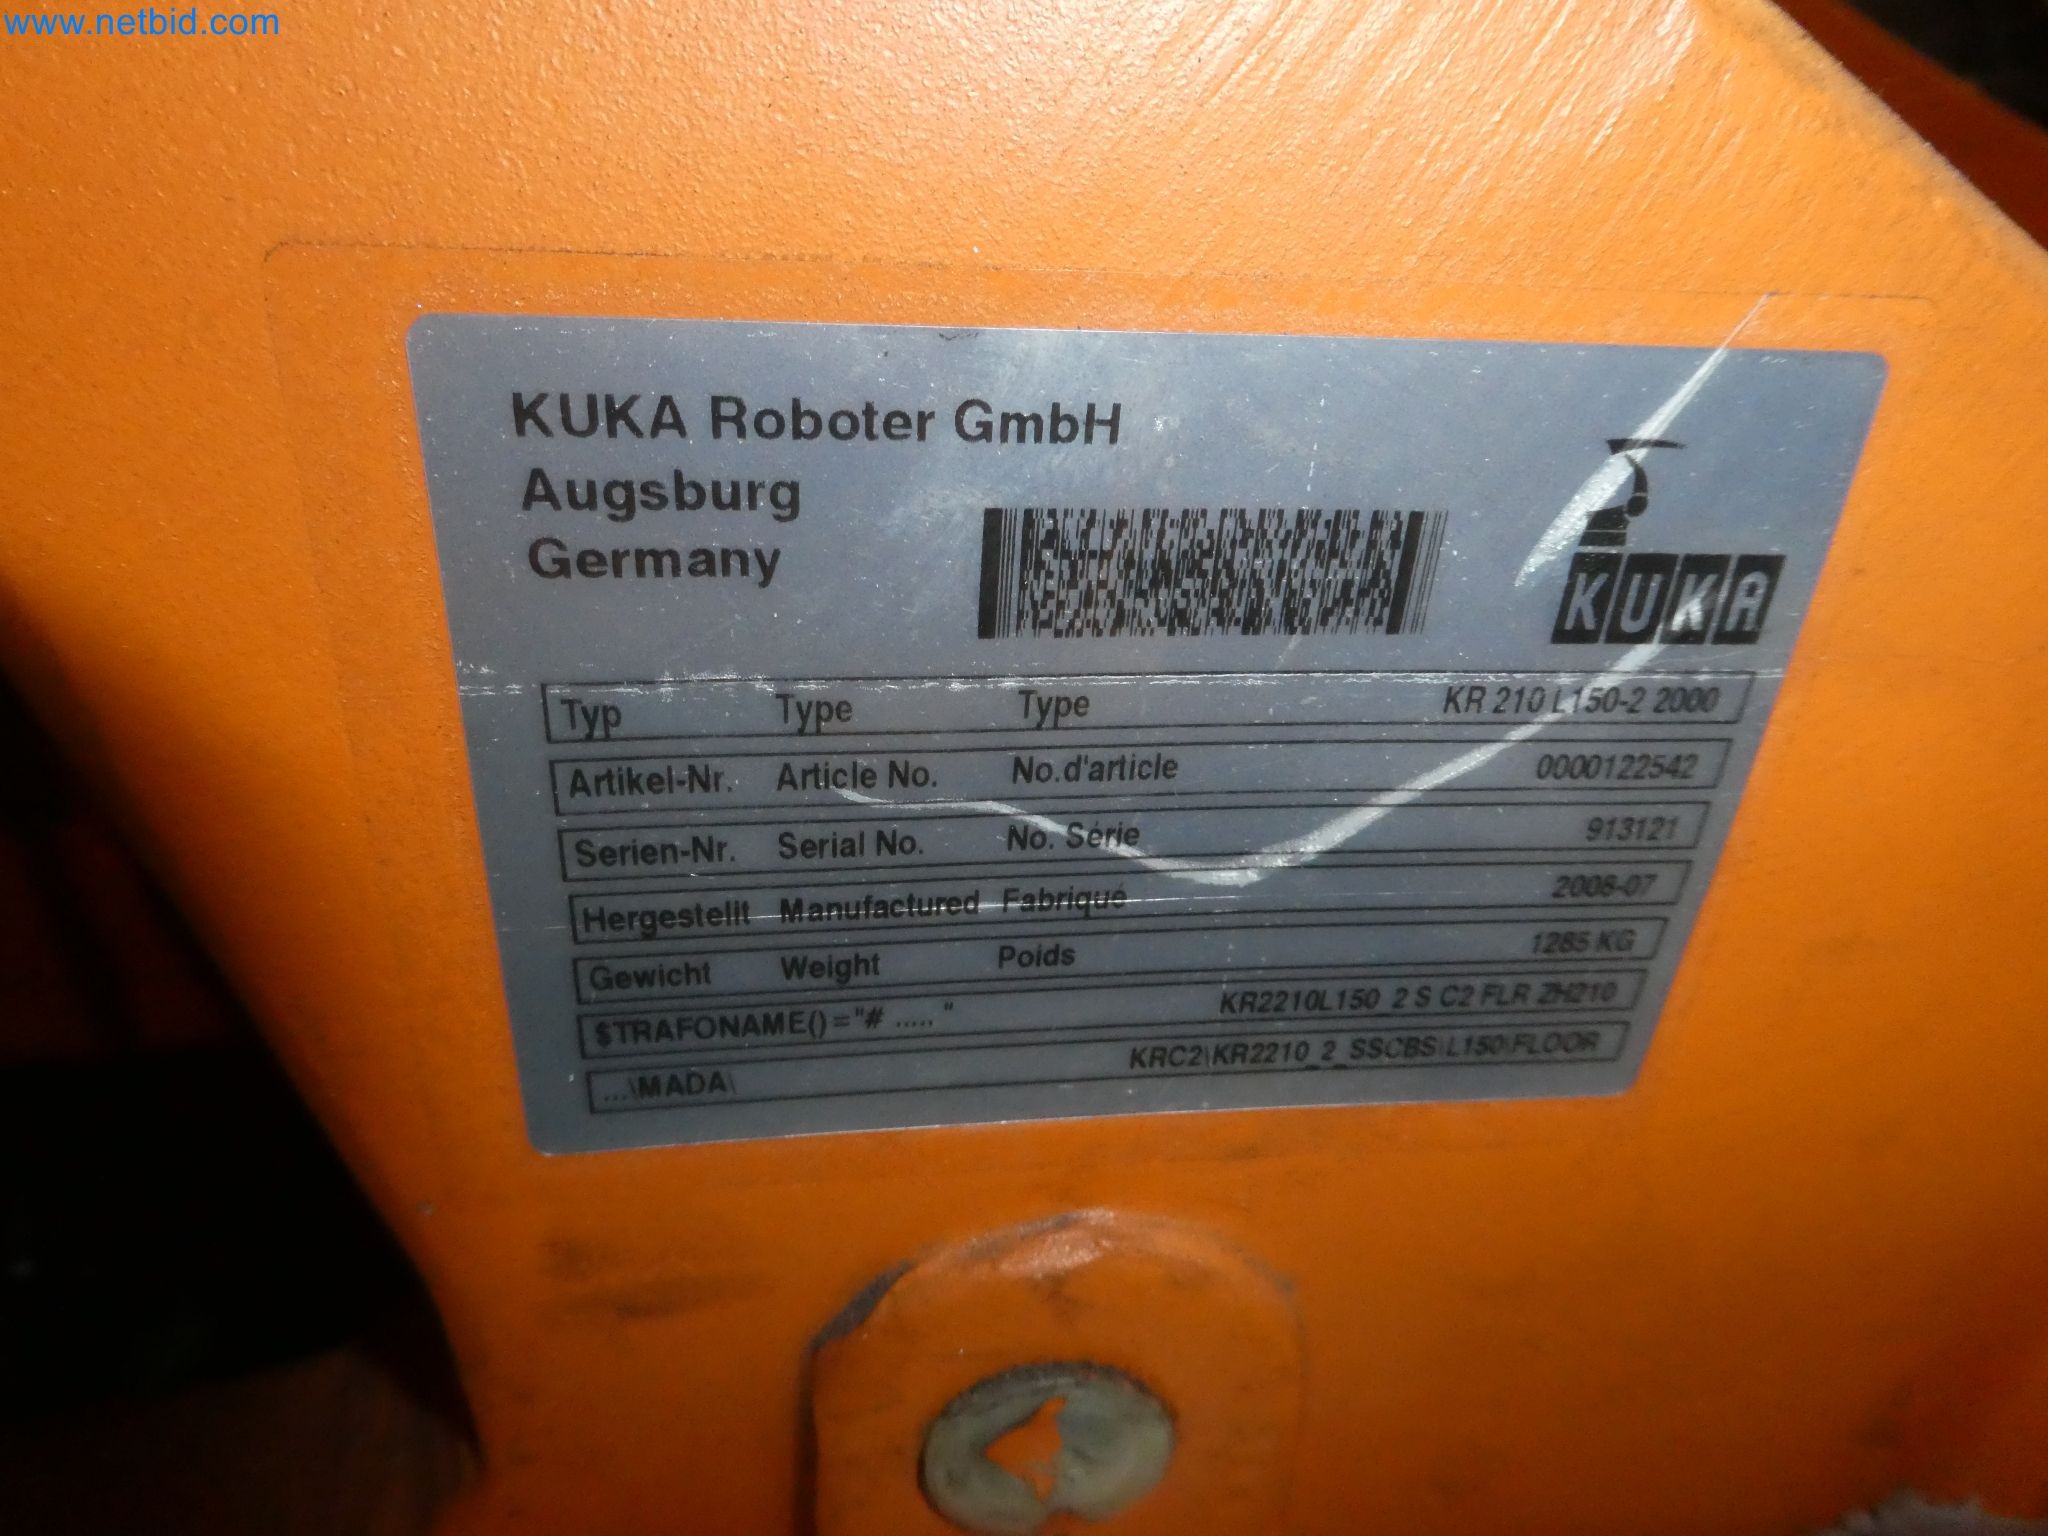 www.netbid.com
KUKA Roboter GmbH
Augsburg
Germany
KUKA
Typ Type Type KR 210 L150-2 2000
Artikel-Nr. Article No. No.d'article 0000122542
Serien-Nr. Serial No. No. Série 913121
Hergestellt Manufactured Fabriqué 2008-07
Gewicht Weight Poids 1285 KG
$TRAFONAME()="# ..... " KR2210L150_2 S C2 FLR ZH210
...\MADA\ KRC2\KR2210_2_SSCBS\L150\FLOOR